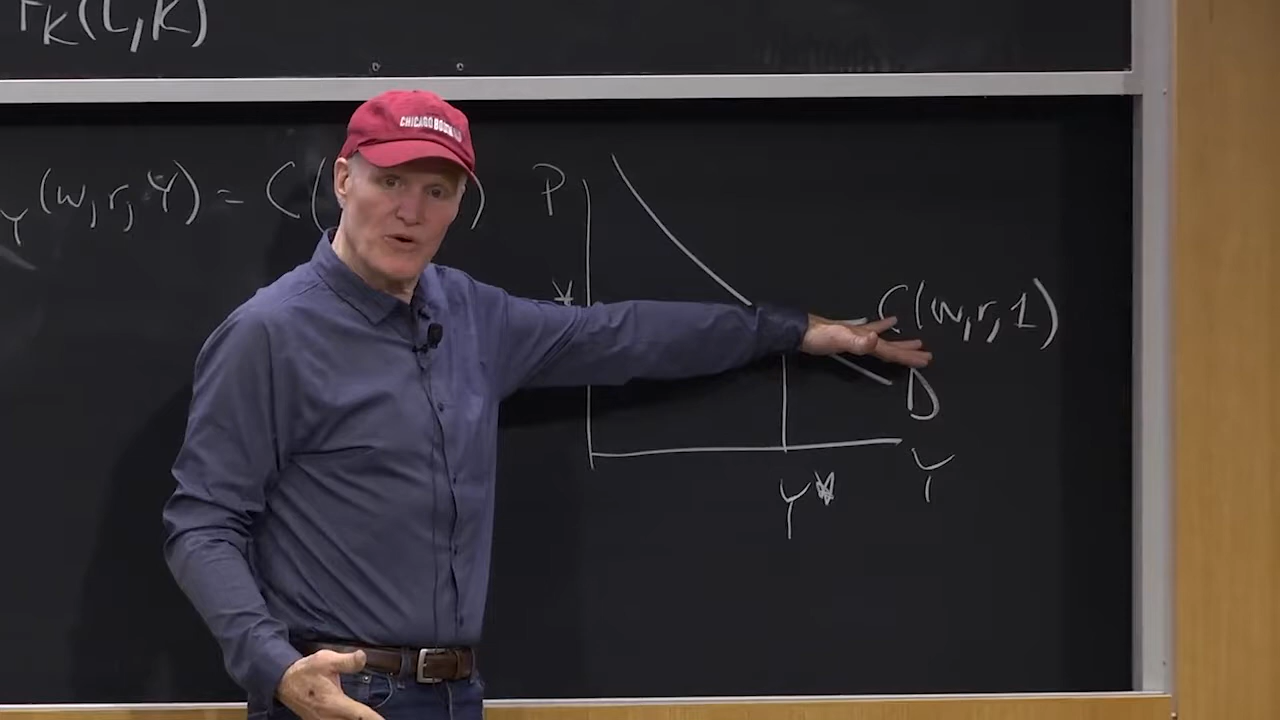 F_K(L,K)
CHICAGO BOOTH
Y(w,r,Y) = C( )
P
*
C(w,r,1)
D
Y*
Y